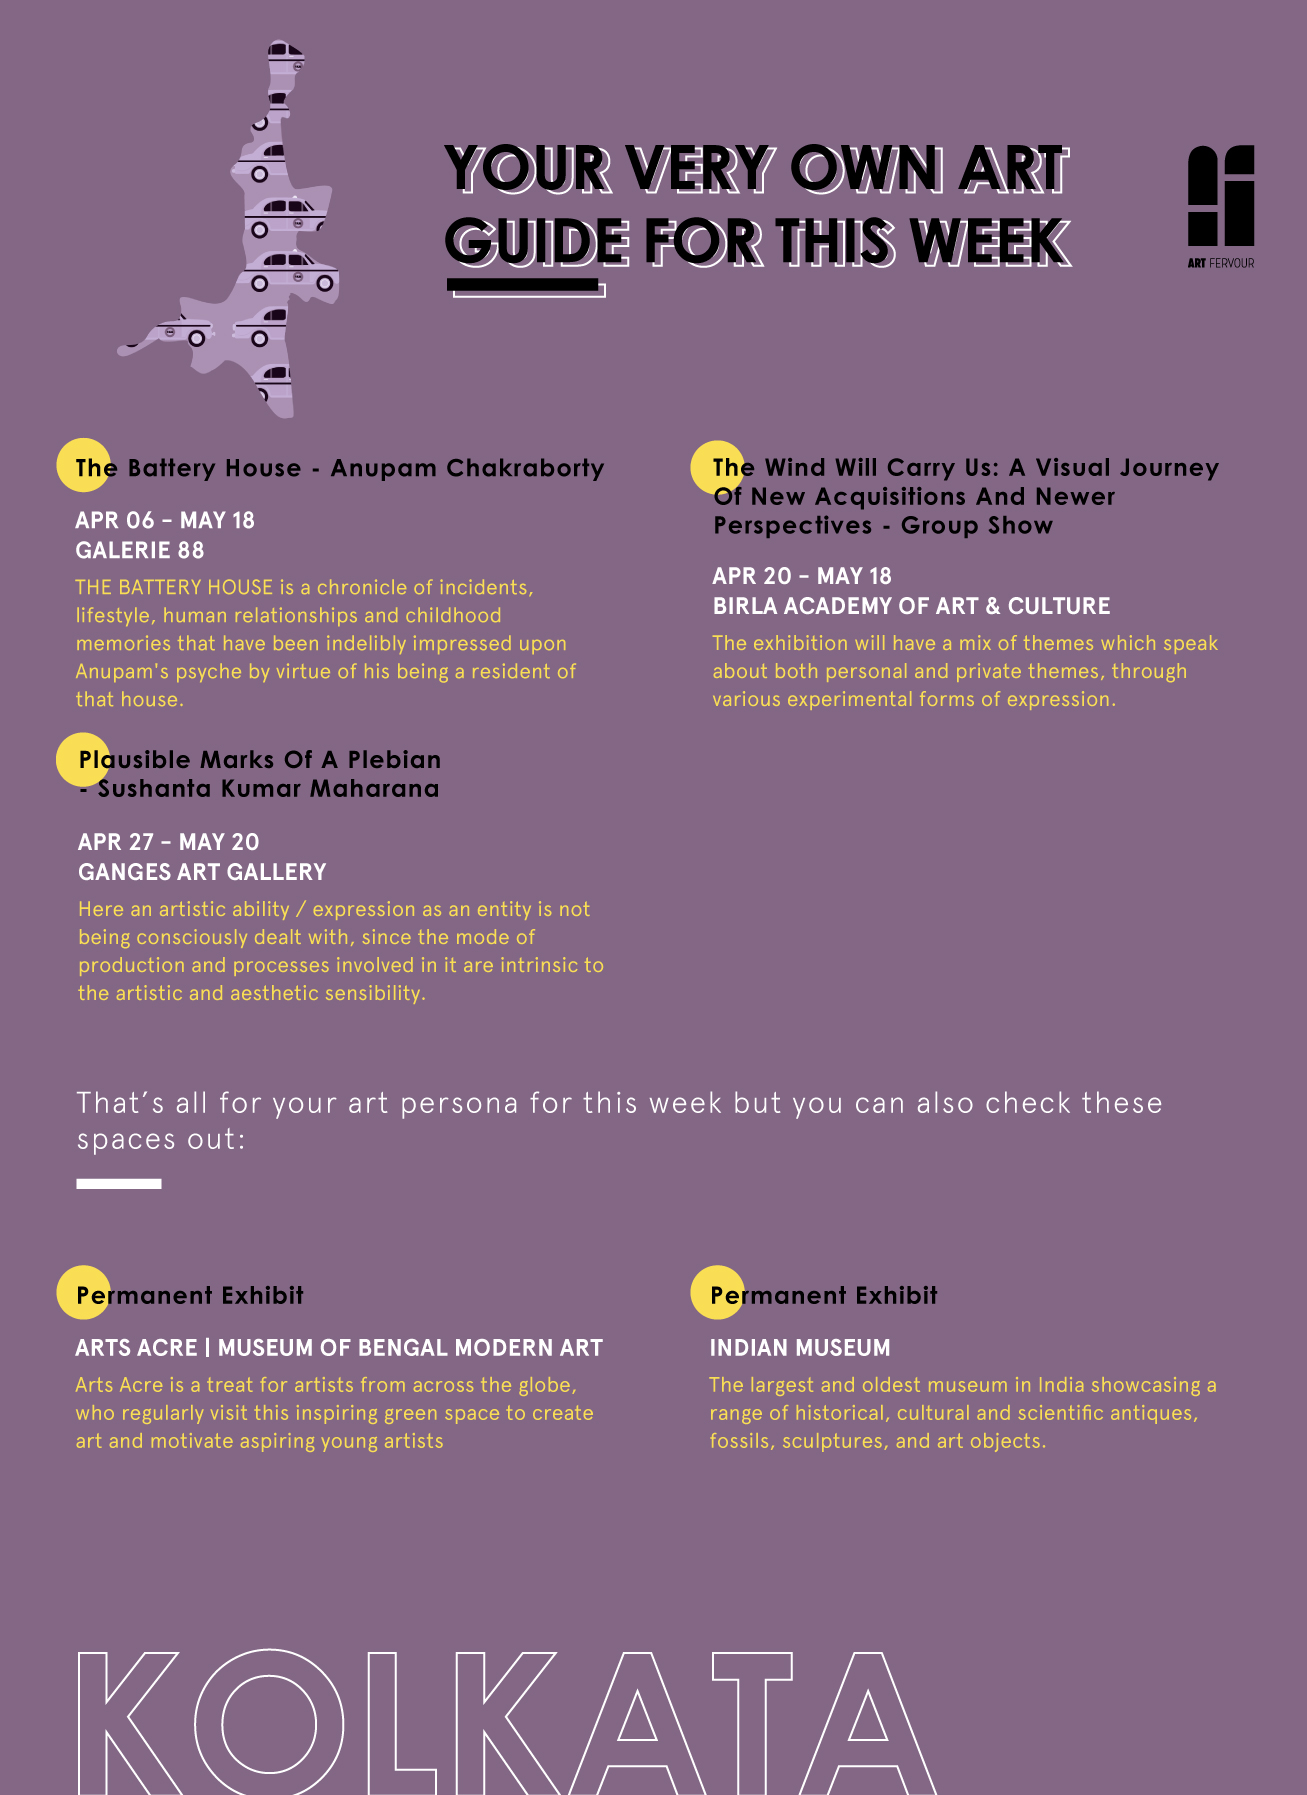 YOUR VERY OWN ART
GUIDE FOR THIS WEEK
ART FERVOUR
The Battery House - Anupam Chakraborty
APR 06 – MAY 18
GALERIE 88
THE BATTERY HOUSE is a chronicle of incidents,
lifestyle, human relationships and childhood
memories that have been indelibly impressed upon
Anupam's psyche by virtue of his being a resident of
that house.
The Wind Will Carry Us: A Visual Journey
Of New Acquisitions And Newer
Perspectives - Group Show
APR 20 – MAY 18
BIRLA ACADEMY OF ART & CULTURE
The exhibition will have a mix of themes which speak
about both personal and private themes, through
various experimental forms of expression.
Plausible Marks Of A Plebian
- Sushanta Kumar Maharana
APR 27 – MAY 20
GANGES ART GALLERY
Here an artistic ability / expression as an entity is not
being consciously dealt with, since the mode of
production and processes involved in it are intrinsic to
the artistic and aesthetic sensibility.
That’s all for your art persona for this week but you can also check these
spaces out:
Permanent Exhibit
ARTS ACRE | MUSEUM OF BENGAL MODERN ART
Arts Acre is a treat for artists from across the globe,
who regularly visit this inspiring green space to create
art and motivate aspiring young artists
Permanent Exhibit
INDIAN MUSEUM
The largest and oldest museum in India showcasing a
range of historical, cultural and scientific antiques,
fossils, sculptures, and art objects.
KOLKATA